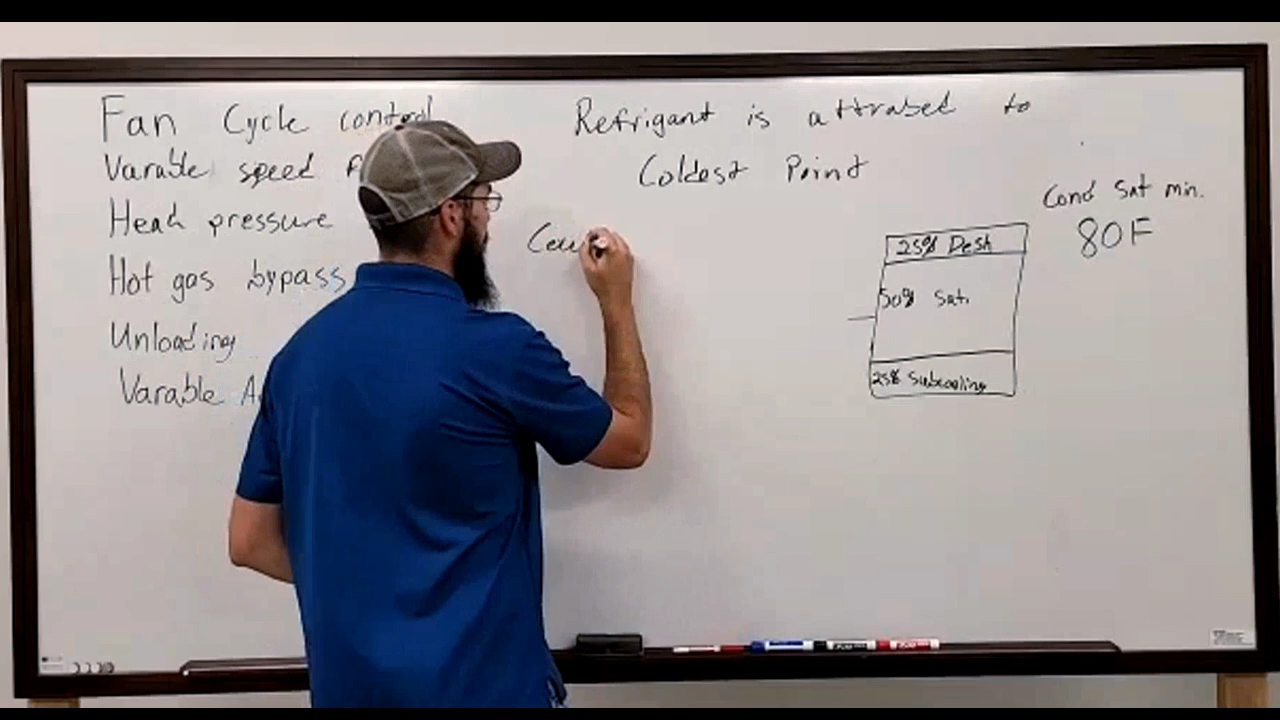 Fan Cycle control
Varable speed
Head pressure
Hot gas bypass
Unloading
Varable
Refrigant is attrabed to
Coldest Point
Cond Sat min.
80F
25% Desh
50% Sat.
25% Subcooling